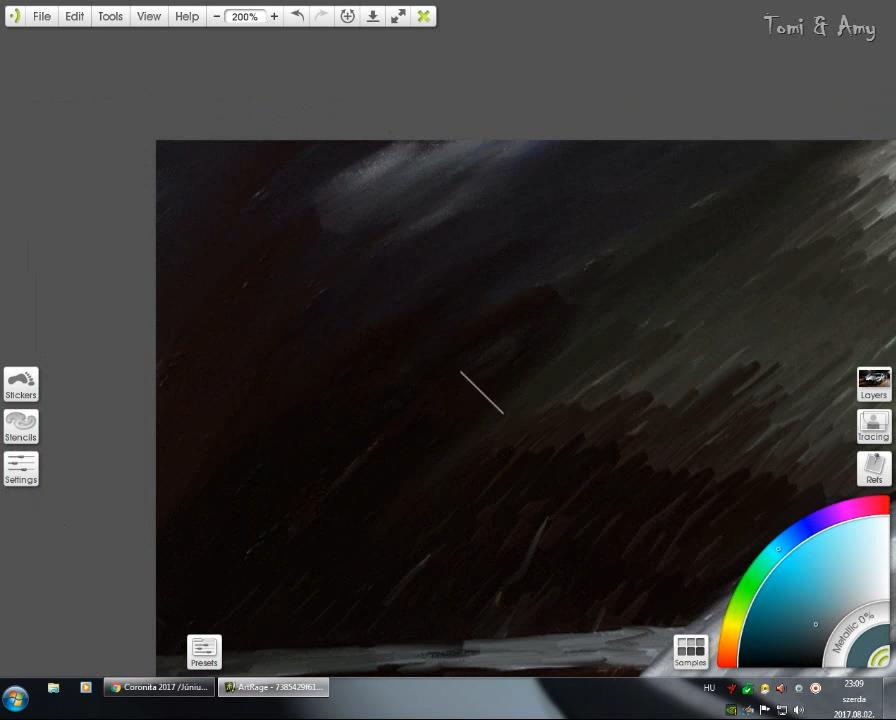 File Edit Tools View Help − 200% +
Tomi & Amy
Stickers
Stencils
Settings
Layers
Tracing
Refs
Metallic 0%
Presets
Samples
Coronita 2017 /Júniu...
ArtRage - 7385429f61...
HU
23:09
szerda
2017.08.02.